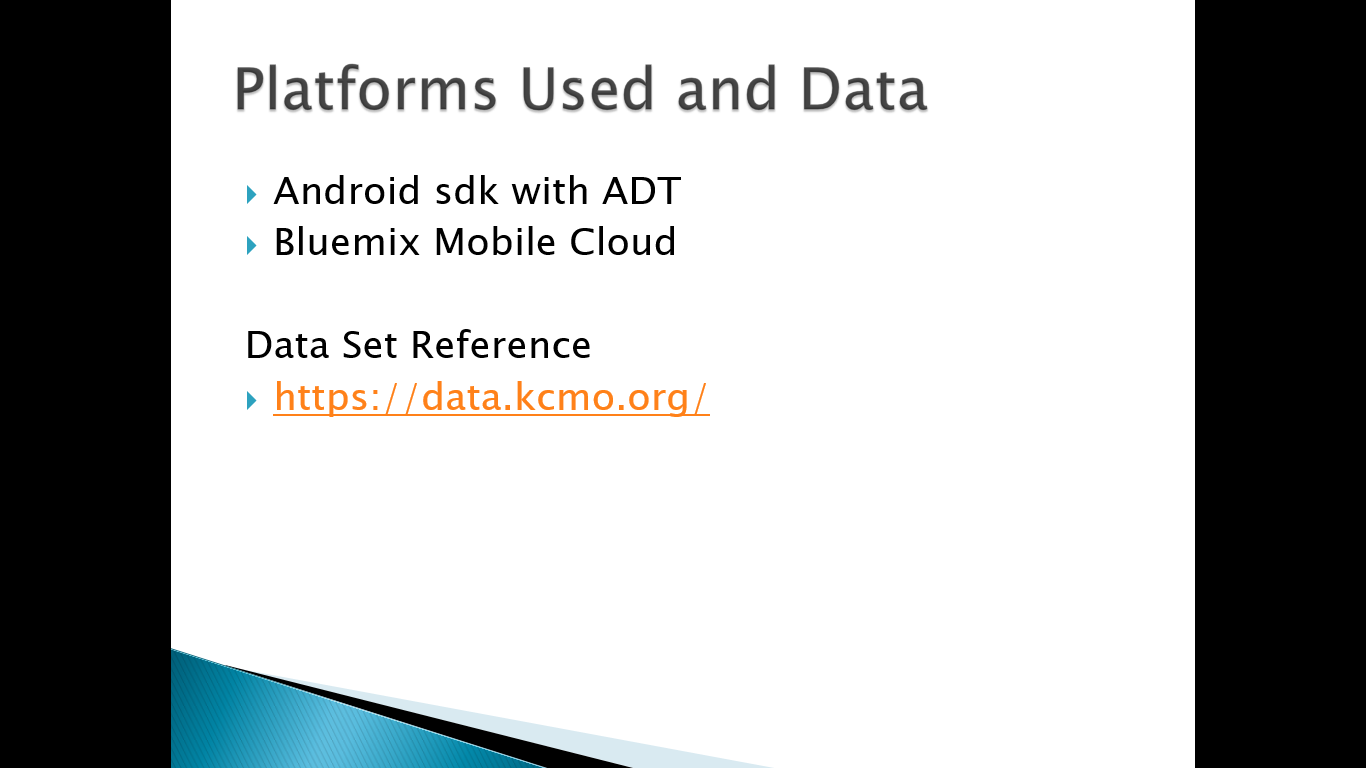 Platforms Used and Data
Android sdk with ADT
Bluemix Mobile Cloud
Data Set Reference
https://data.kcmo.org/